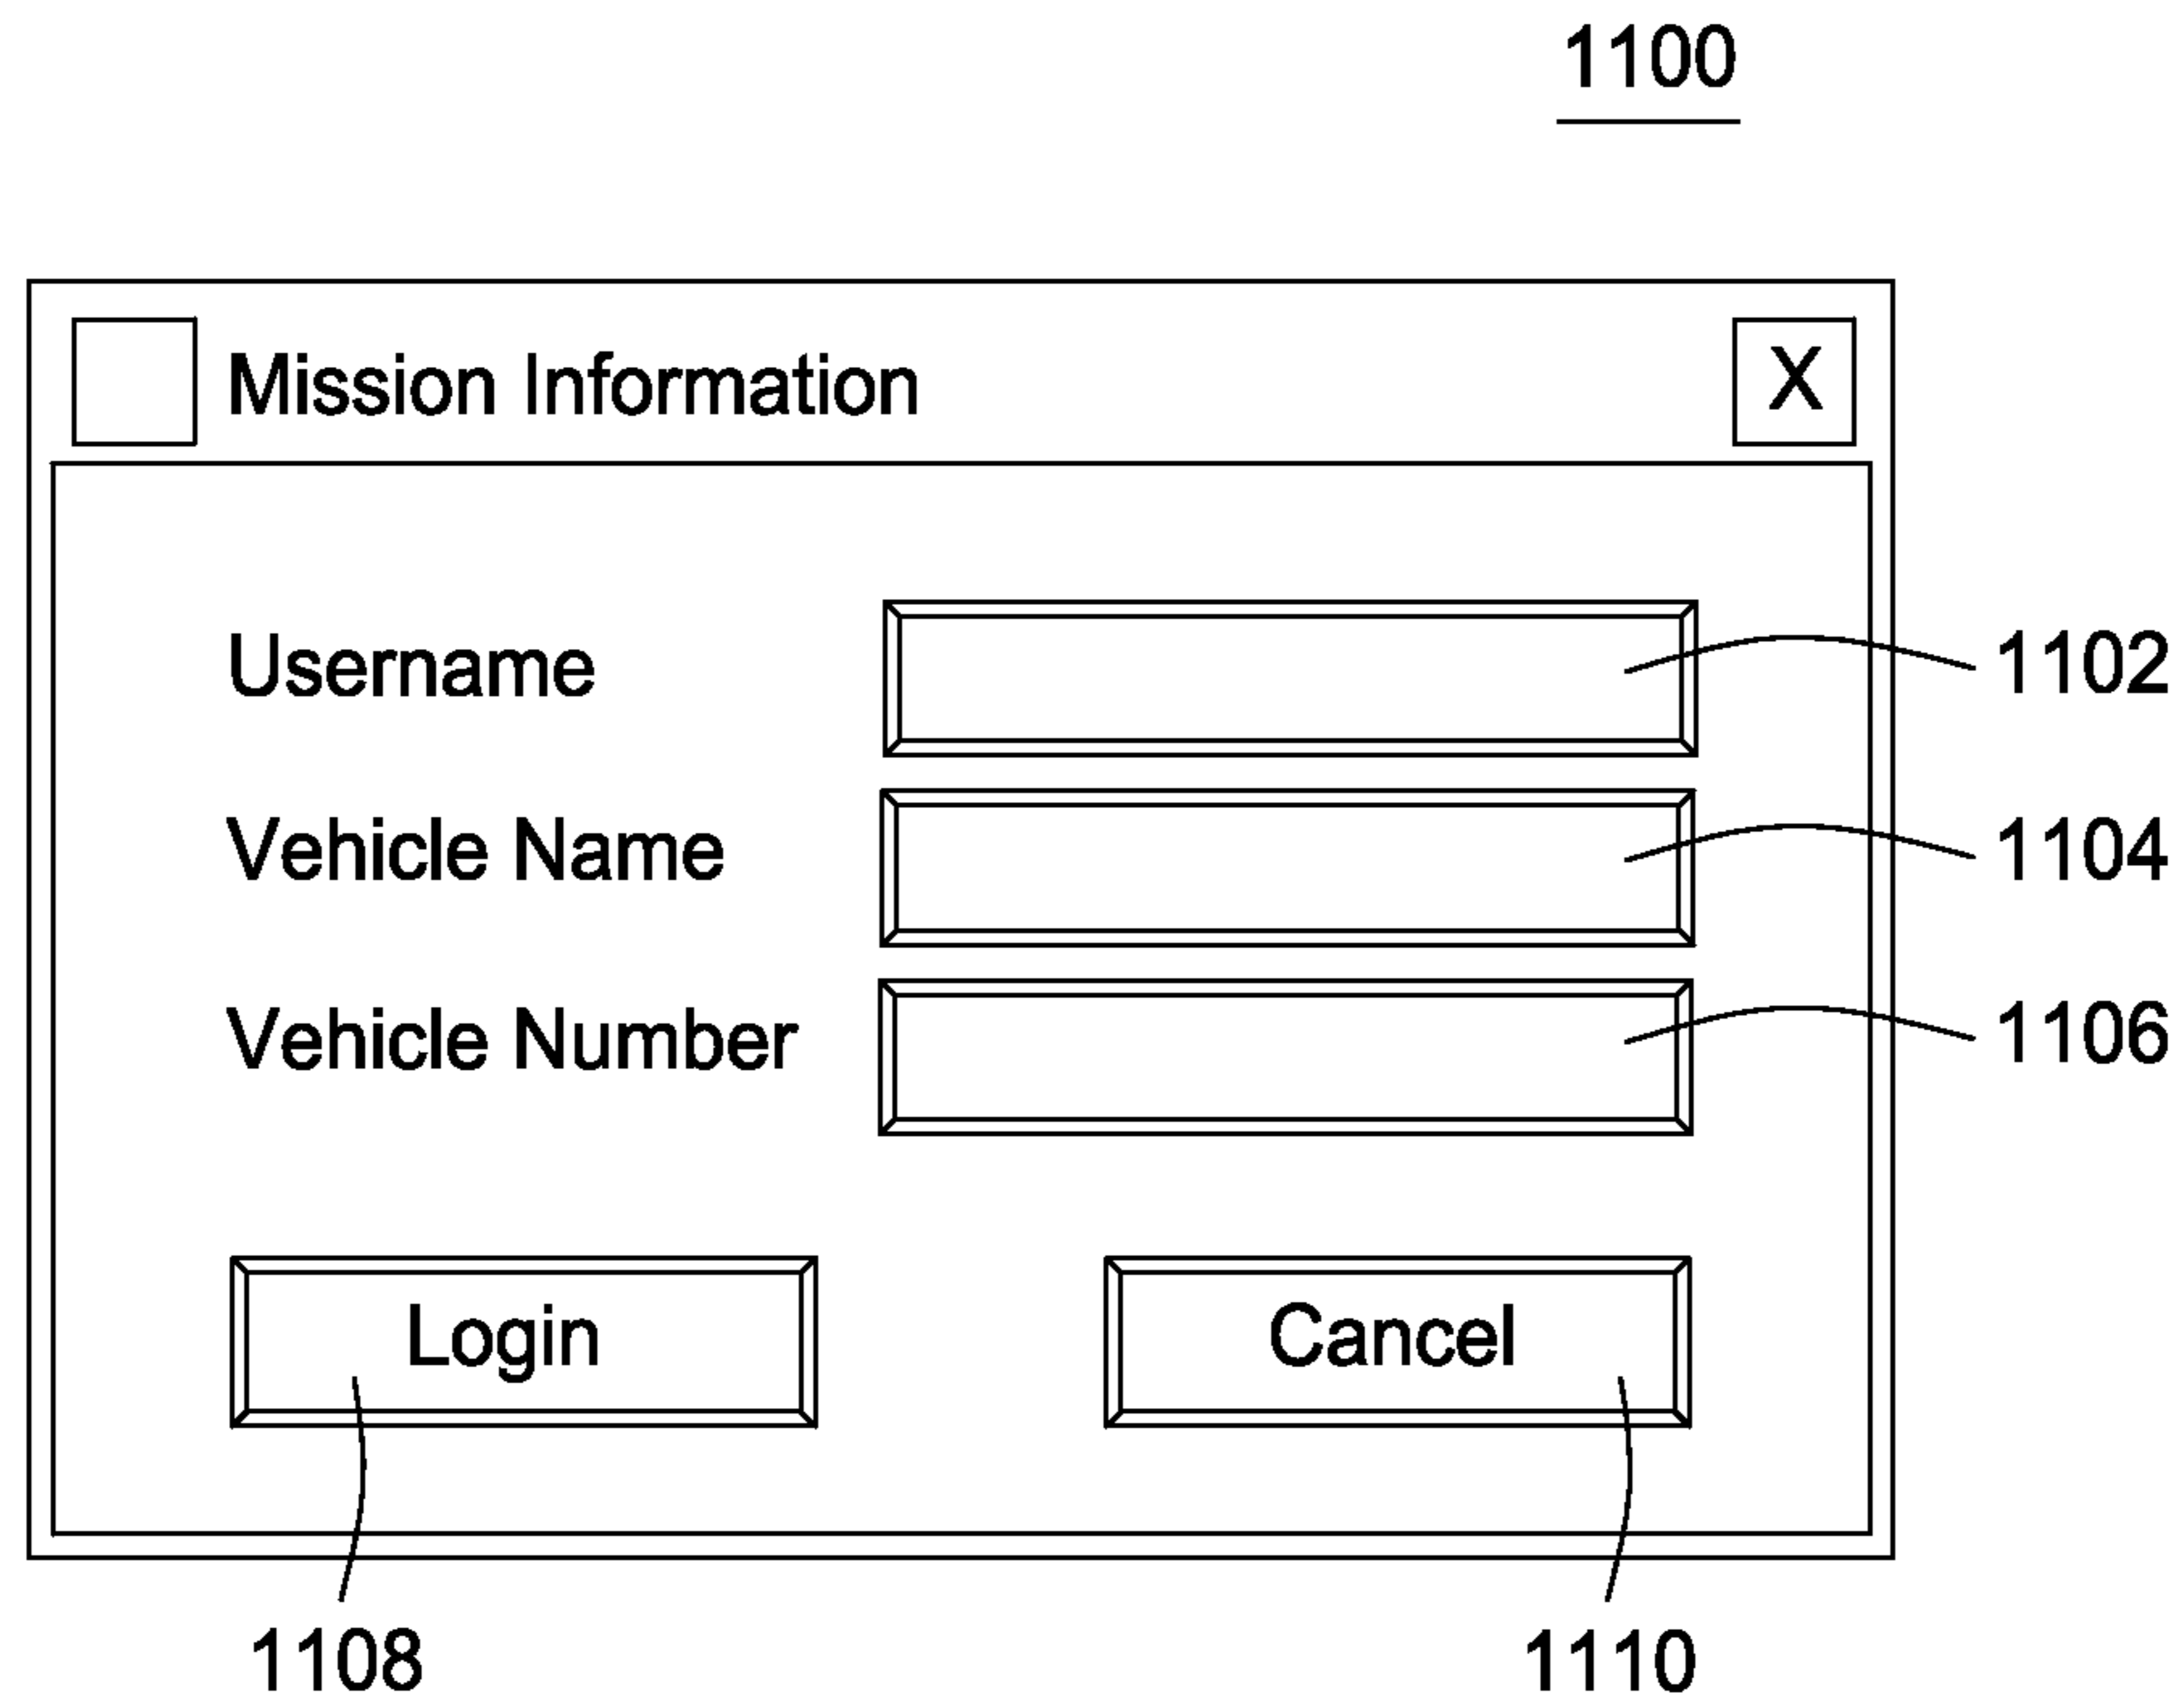 1100
Mission Information X
Username 1102
Vehicle Name 1104
Vehicle Number 1106
Login Cancel
1108 1110